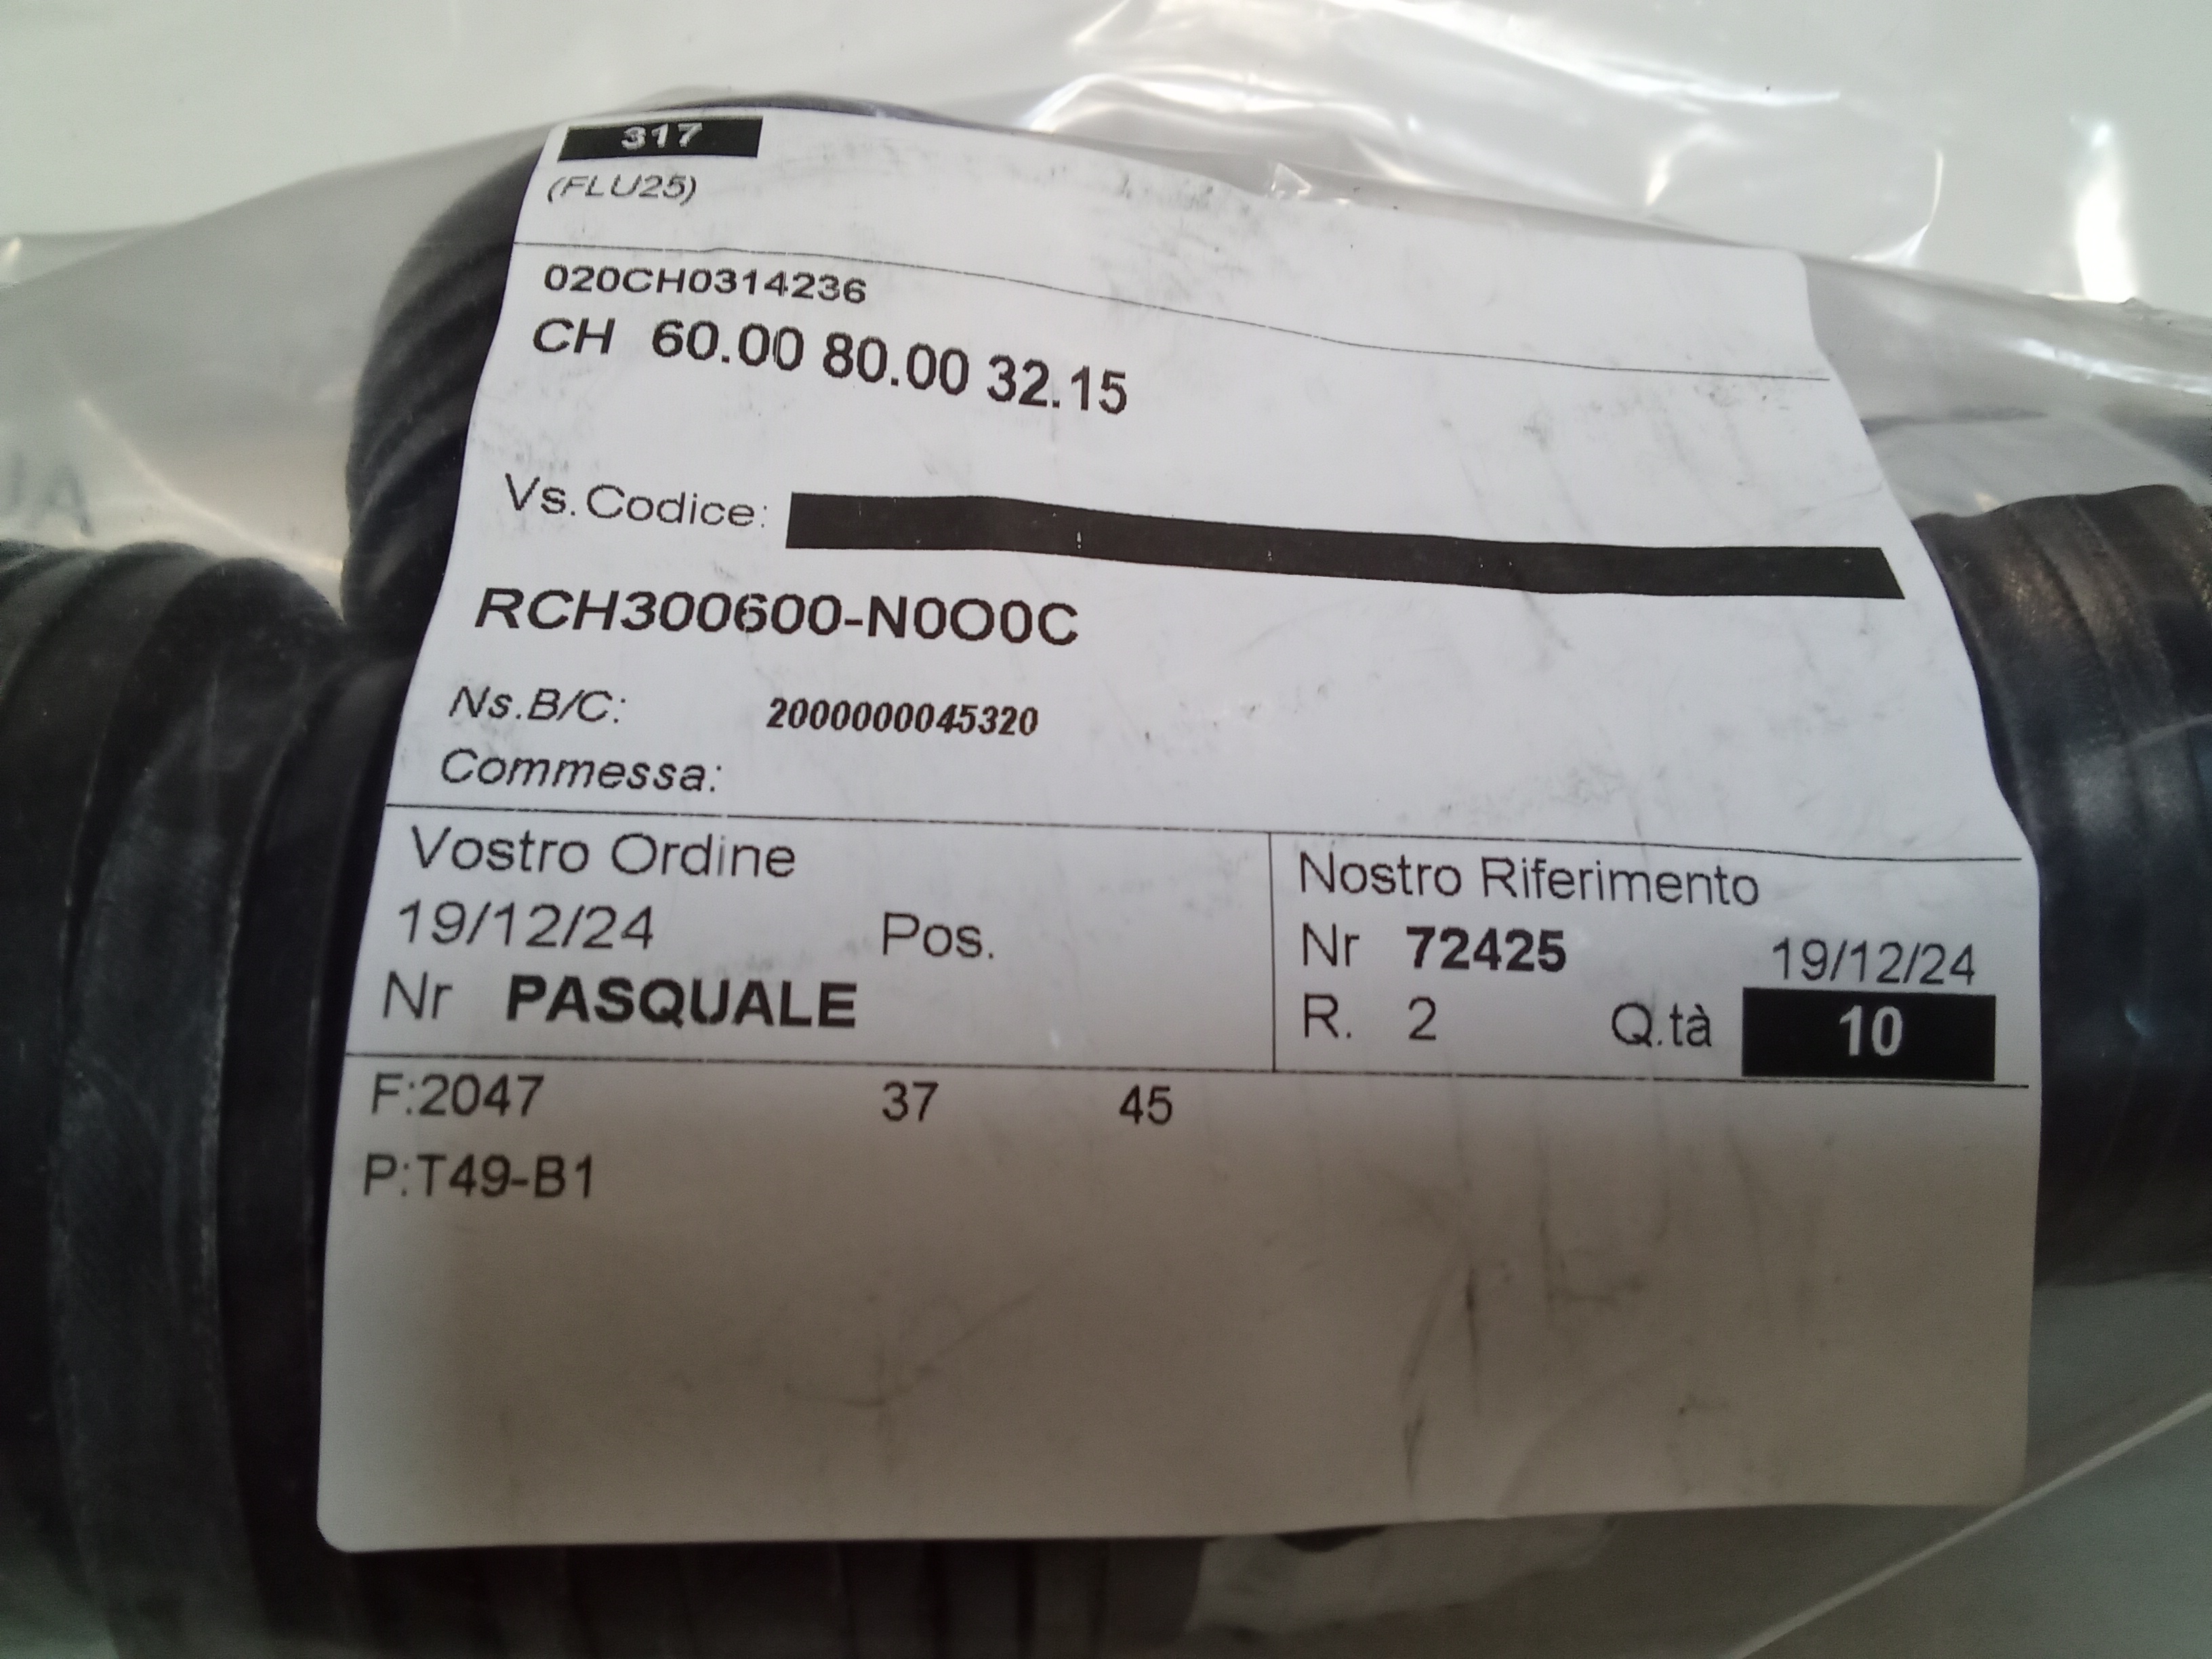 317
(FLU25)
020CH0314236
CH 60.00 80.00 32.15
Vs.Codice:
RCH300600-N0O0C
Ns.B/C: 2000000045320
Commessa:
Vostro Ordine
19/12/24 Pos.
Nr PASQUALE
Nostro Riferimento
Nr 72425 19/12/24
R. 2 Q.tà 10
F:2047 37 45
P:T49-B1